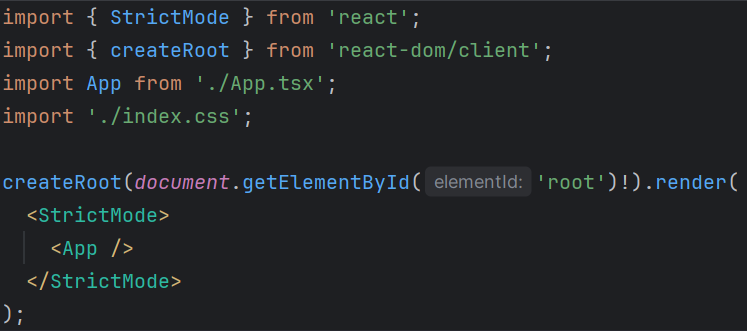 import { StrictMode } from 'react';
import { createRoot } from 'react-dom/client';
import App from './App.tsx';
import './index.css';

createRoot(document.getElementById( elementId: 'root')!).render(
  <StrictMode>
    <App />
  </StrictMode>
);